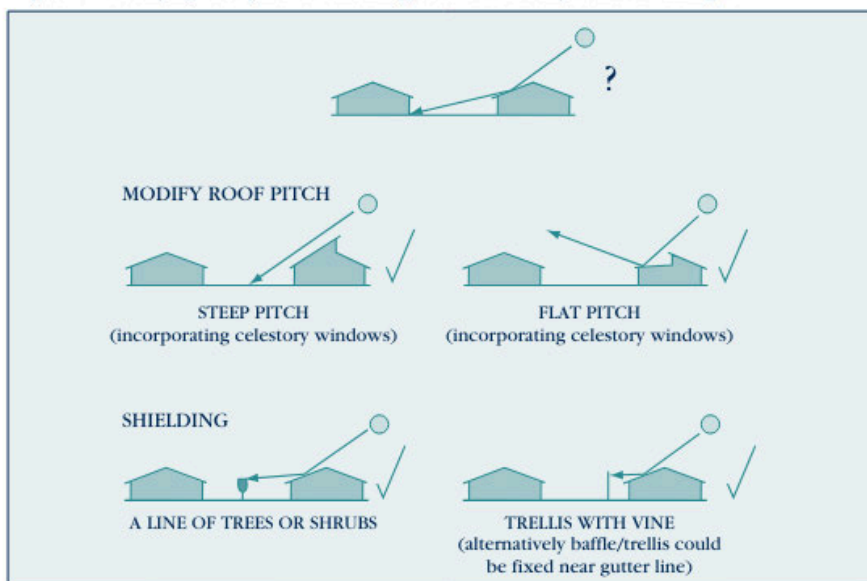 ?
MODIFY ROOF PITCH
STEEP PITCH
(incorporating celestory windows)
FLAT PITCH
(incorporating celestory windows)
SHIELDING
A LINE OF TREES OR SHRUBS
TRELLIS WITH VINE
(alternatively baffle/trellis could
be fixed near gutter line)